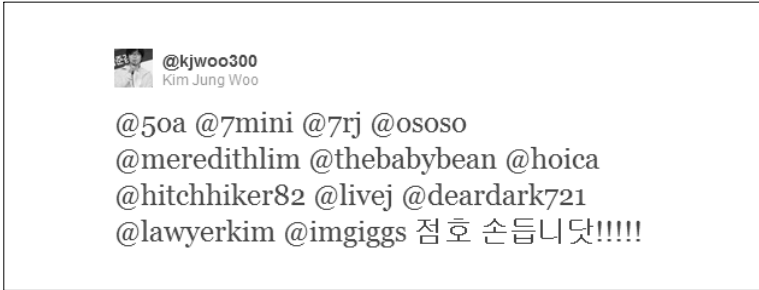 @kjwoo300
Kim Jung Woo
@50a @7mini @7rj @ososo
@meredithlim @thebabybean @hoica
@hitchhiker82 @livej @deardark721
@lawyerkim @imgiggs 점호 손듭니닷!!!!!